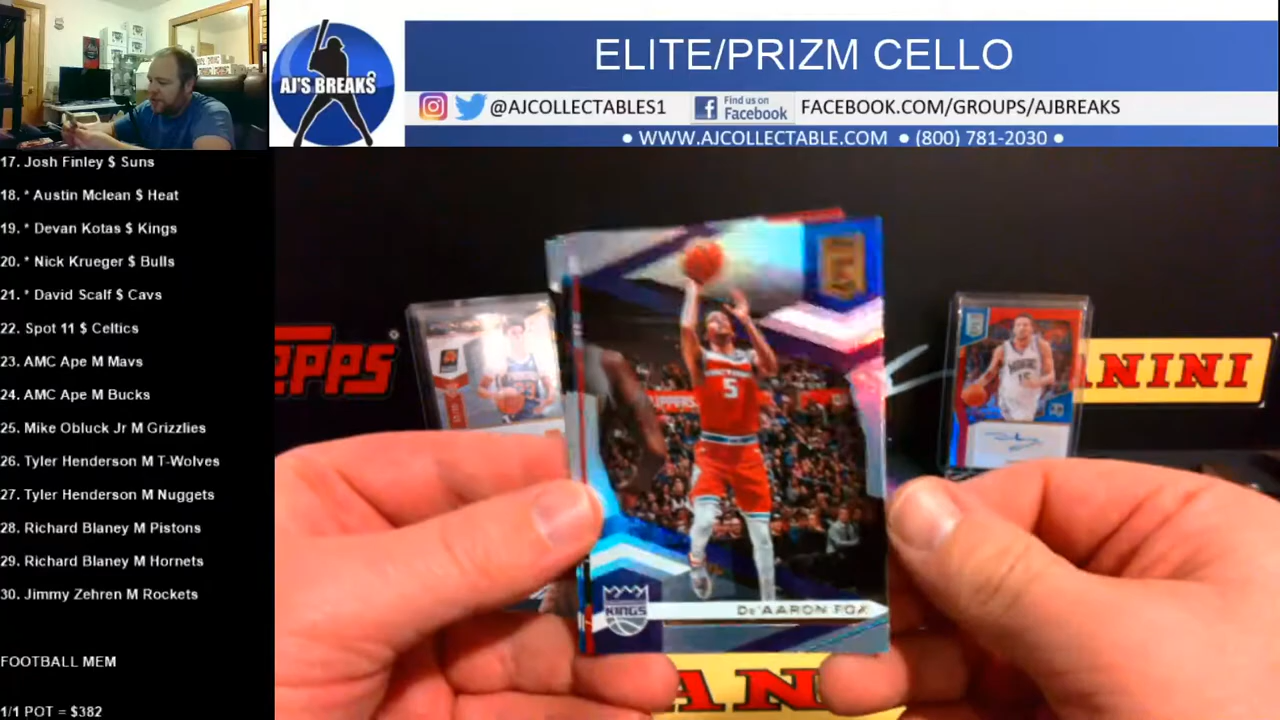 ELITE/PRIZM CELLO
AJ'S BREAKS
@AJCOLLECTABLES1
Find us on
Facebook
FACEBOOK.COM/GROUPS/AJBREAKS
● WWW.AJCOLLECTABLE.COM ● (800) 781-2030 ●
17. Josh Finley $ Suns
18. * Austin Mclean $ Heat
19. * Devan Kotas $ Kings
20. * Nick Krueger $ Bulls
21. * David Scalf $ Cavs
22. Spot 11 $ Celtics
23. AMC Ape M Mavs
24. AMC Ape M Bucks
25. Mike Obluck Jr M Grizzlies
26. Tyler Henderson M T-Wolves
27. Tyler Henderson M Nuggets
28. Richard Blaney M Pistons
29. Richard Blaney M Hornets
30. Jimmy Zehren M Rockets
FOOTBALL MEM
1/1 POT = $382
TOPPS
PANINI
5
KINGS
De'AARON FOX
PANINI